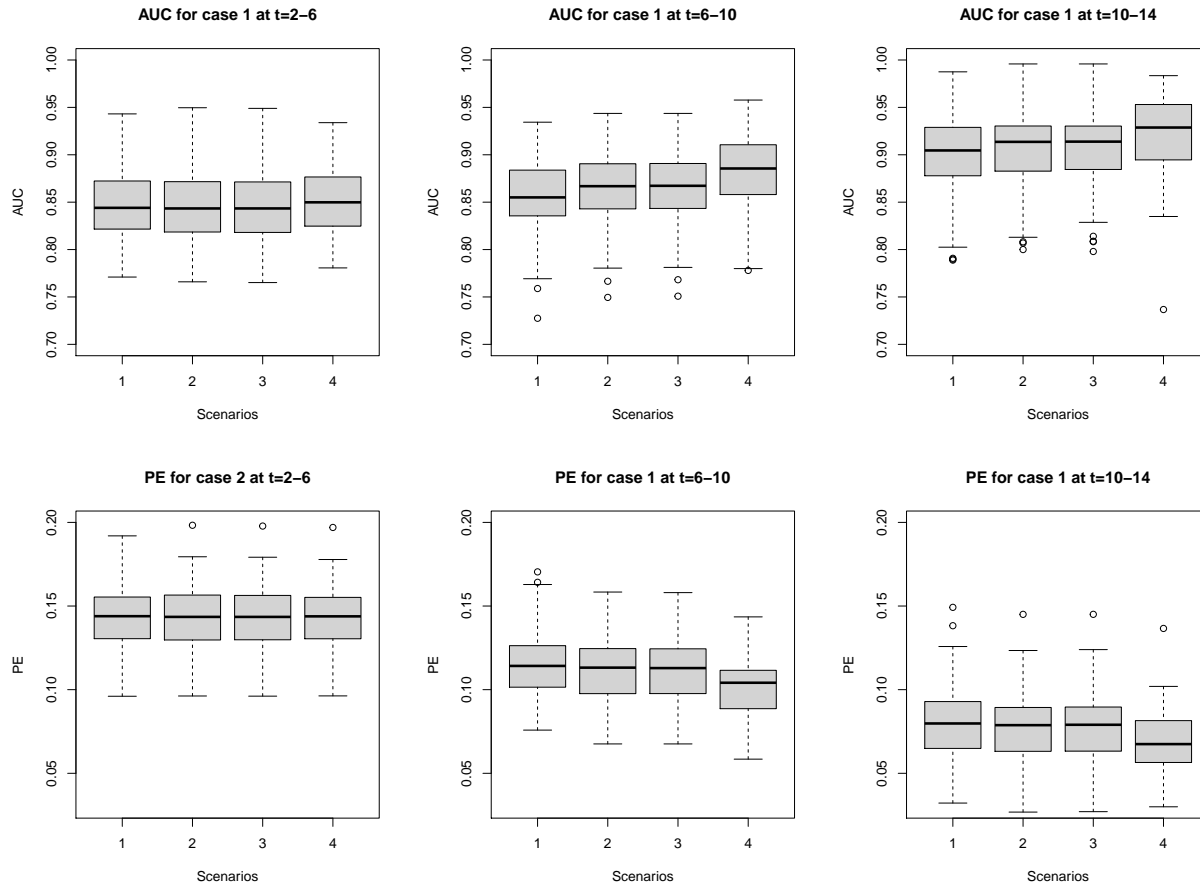 AUC for case 1 at t=2−6
AUC
1.00
0.95
0.90
0.85
0.80
0.75
0.70
1 2 3 4
Scenarios
AUC for case 1 at t=6−10
AUC
1.00
0.95
0.90
0.85
0.80
0.75
0.70
1 2 3 4
Scenarios
AUC for case 1 at t=10−14
AUC
1.00
0.95
0.90
0.85
0.80
0.75
0.70
1 2 3 4
Scenarios
PE for case 2 at t=2−6
PE
0.20
0.15
0.10
0.05
1 2 3 4
Scenarios
PE for case 1 at t=6−10
PE
0.20
0.15
0.10
0.05
1 2 3 4
Scenarios
PE for case 1 at t=10−14
PE
0.20
0.15
0.10
0.05
1 2 3 4
Scenarios